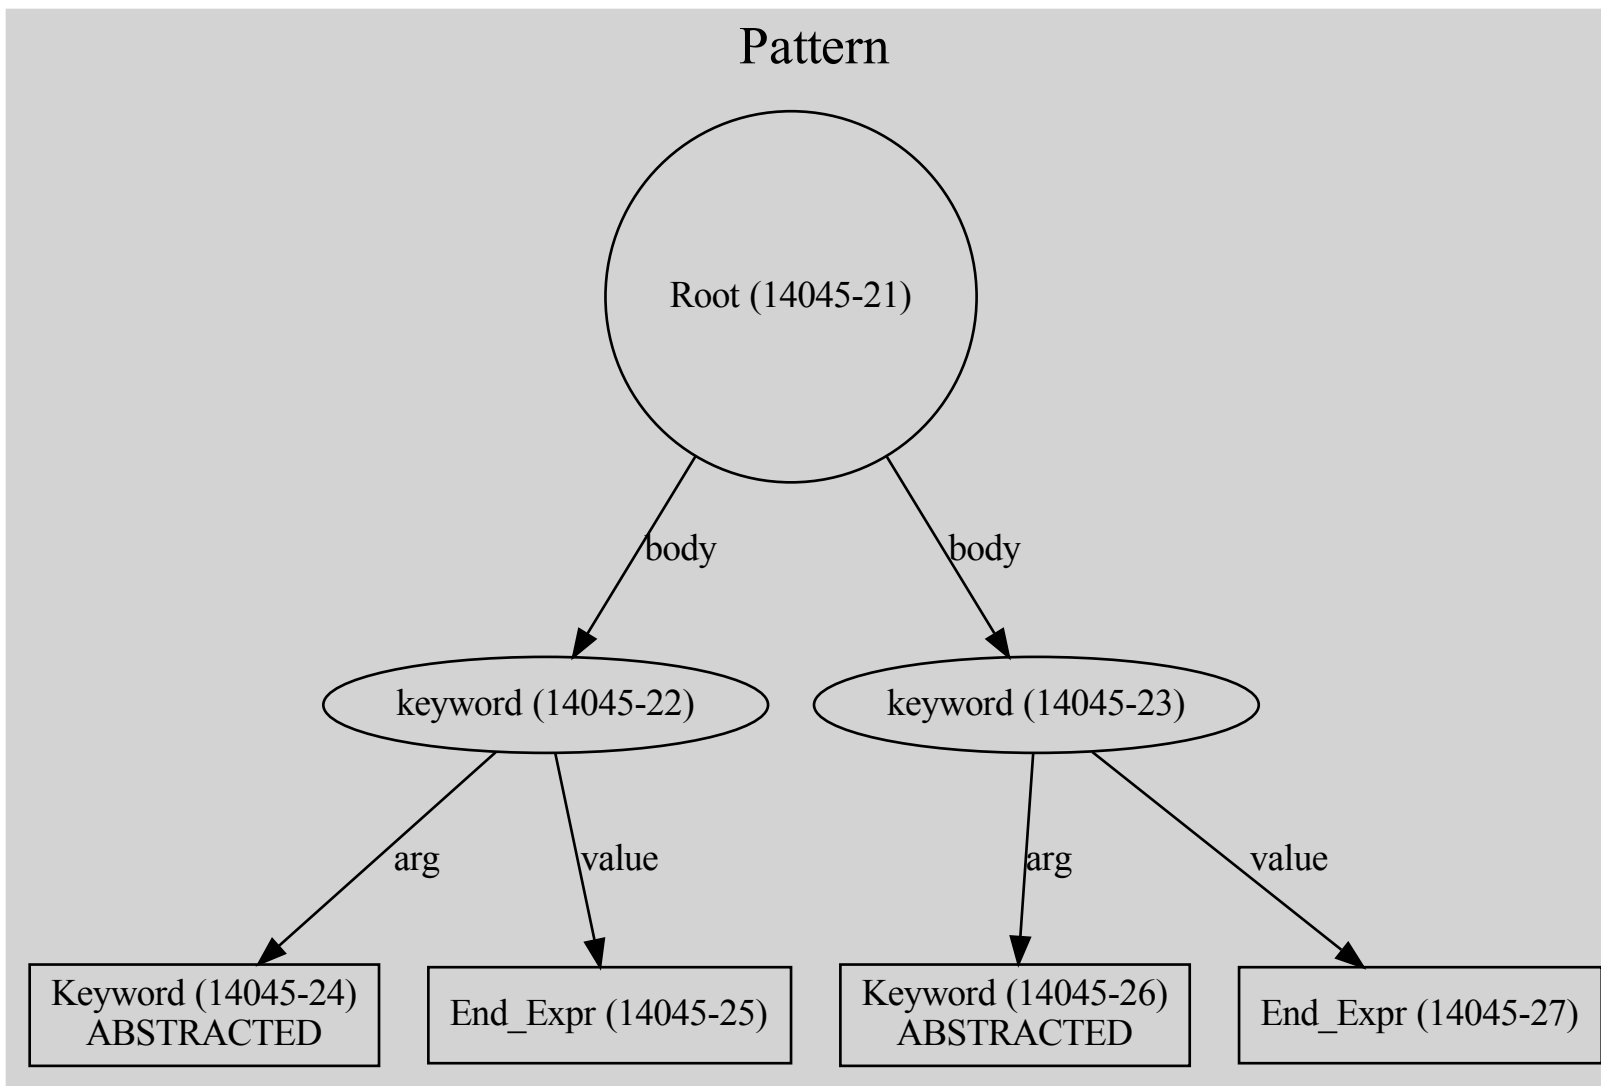 Pattern
Root (14045-21)
body
body
keyword (14045-22)
keyword (14045-23)
arg
value
arg
value
Keyword (14045-24)
ABSTRACTED
End_Expr (14045-25)
Keyword (14045-26)
ABSTRACTED
End_Expr (14045-27)